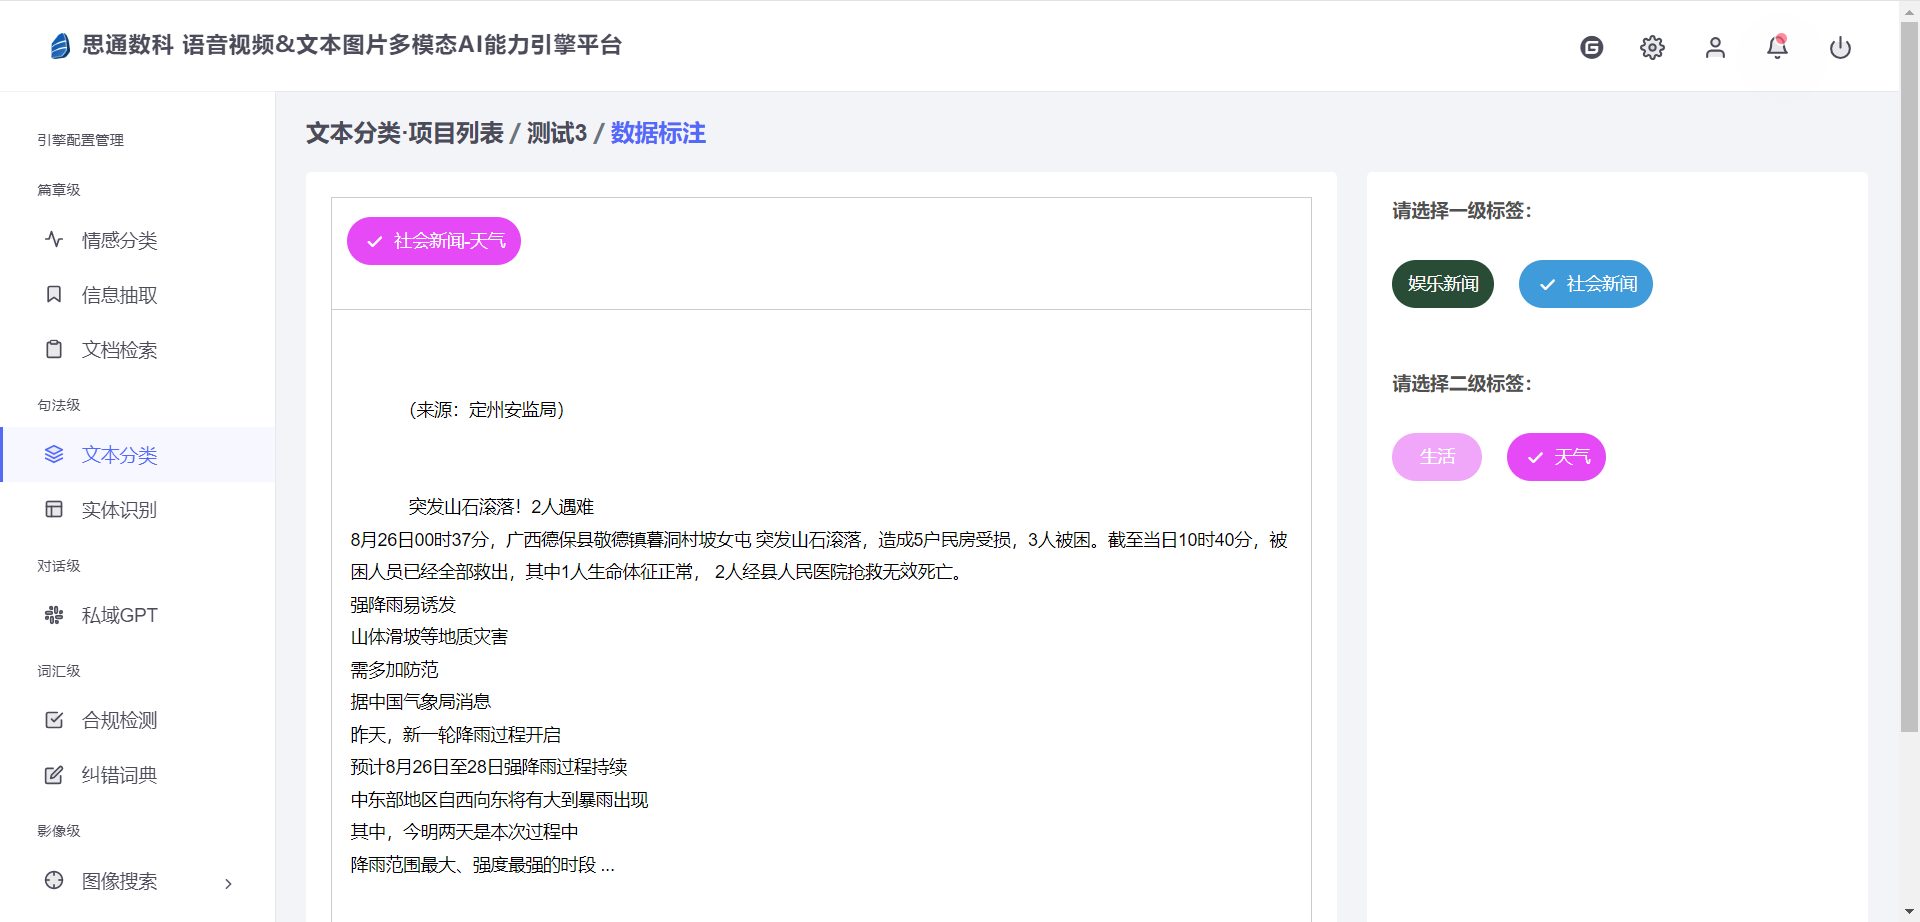 思通数科 语音视频&文本图片多模态AI能力引擎平台
引擎配置管理
篇章级
情感分类
信息抽取
文档检索
句法级
文本分类
实体识别
对话级
私域GPT
词汇级
合规检测
纠错词典
影像级
图像搜索
文本分类·项目列表 / 测试3 / 数据标注
社会新闻-天气
（来源：定州安监局）
突发山石滚落！2人遇难
8月26日00时37分，广西德保县敬德镇暮洞村坡女屯 突发山石滚落，造成5户民房受损，3人被困。截至当日10时40分，被
困人员已经全部救出，其中1人生命体征正常， 2人经县人民医院抢救无效死亡。
强降雨易诱发
山体滑坡等地质灾害
需多加防范
据中国气象局消息
昨天，新一轮降雨过程开启
预计8月26日至28日强降雨过程持续
中东部地区自西向东将有大到暴雨出现
其中，今明两天是本次过程中
降雨范围最大、强度最强的时段 ...
请选择一级标签：
娱乐新闻
社会新闻
请选择二级标签：
生活
天气